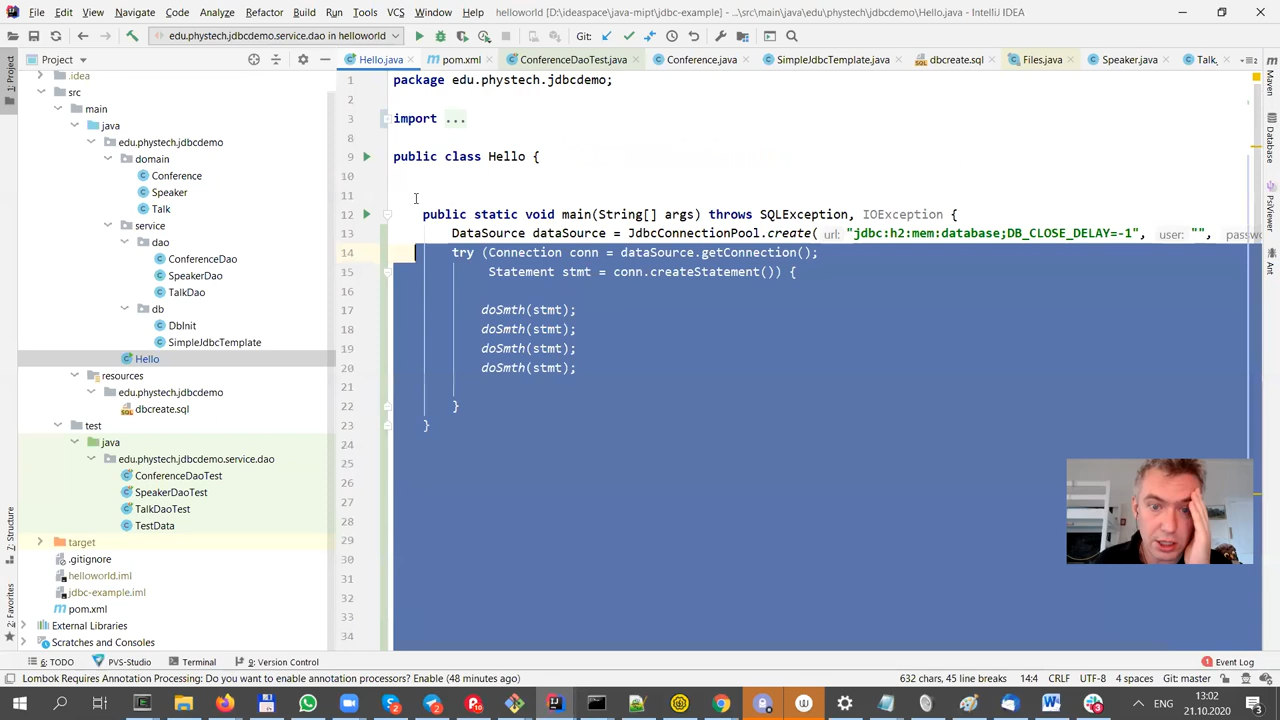 File Edit View Navigate Code Analyze Refactor Build Run Tools VCS Window Help helloworld [D:\ideaspace\java-mipt\jdbc-example] - ...\src\main\java\edu\phystech\jdbcdemo\Hello.java - IntelliJ IDEA
edu.phystech.jdbcdemo.service.dao in helloworld Git:
Project Hello.java pom.xml ConferenceDaoTest.java Conference.java SimpleJdbcTemplate.java dbcreate.sql Files.java Speaker.java Talk.
1: Project
7: Structure
2: Favorites
Maven
Database
PsiViewer
.idea
src
main
java
edu.phystech.jdbcdemo
domain
Conference
Speaker
Talk
service
dao
ConferenceDao
SpeakerDao
TalkDao
db
DbInit
SimpleJdbcTemplate
Hello
resources
edu.phystech.jdbcdemo
dbcreate.sql
test
java
edu.phystech.jdbcdemo.service.dao
ConferenceDaoTest
SpeakerDaoTest
TalkDaoTest
TestData
target
.gitignore
helloworld.iml
jdbc-example.iml
pom.xml
External Libraries
Scratches and Consoles
1 package edu.phystech.jdbcdemo;
2
3 import ...
8
9 public class Hello {
10
11
12 public static void main(String[] args) throws SQLException, IOException {
13 DataSource dataSource = JdbcConnectionPool.create( url: "jdbc:h2:mem:database;DB_CLOSE_DELAY=-1", user: "", passw
14 try (Connection conn = dataSource.getConnection();
15 Statement stmt = conn.createStatement()) {
16
17 doSmth(stmt);
18 doSmth(stmt);
19 doSmth(stmt);
20 doSmth(stmt);
21
22 }
23 }
24
25
26
27
28
29
30
31
32
33
34
6: TODO PVS-Studio Terminal 9: Version Control 1 Event Log
Lombok Requires Annotation Processing: Do you want to enable annotation processors? Enable (48 minutes ago) 632 chars, 45 line breaks 14:4 CRLF UTF-8 4 spaces Git: master
ENG 13:02
21.10.2020